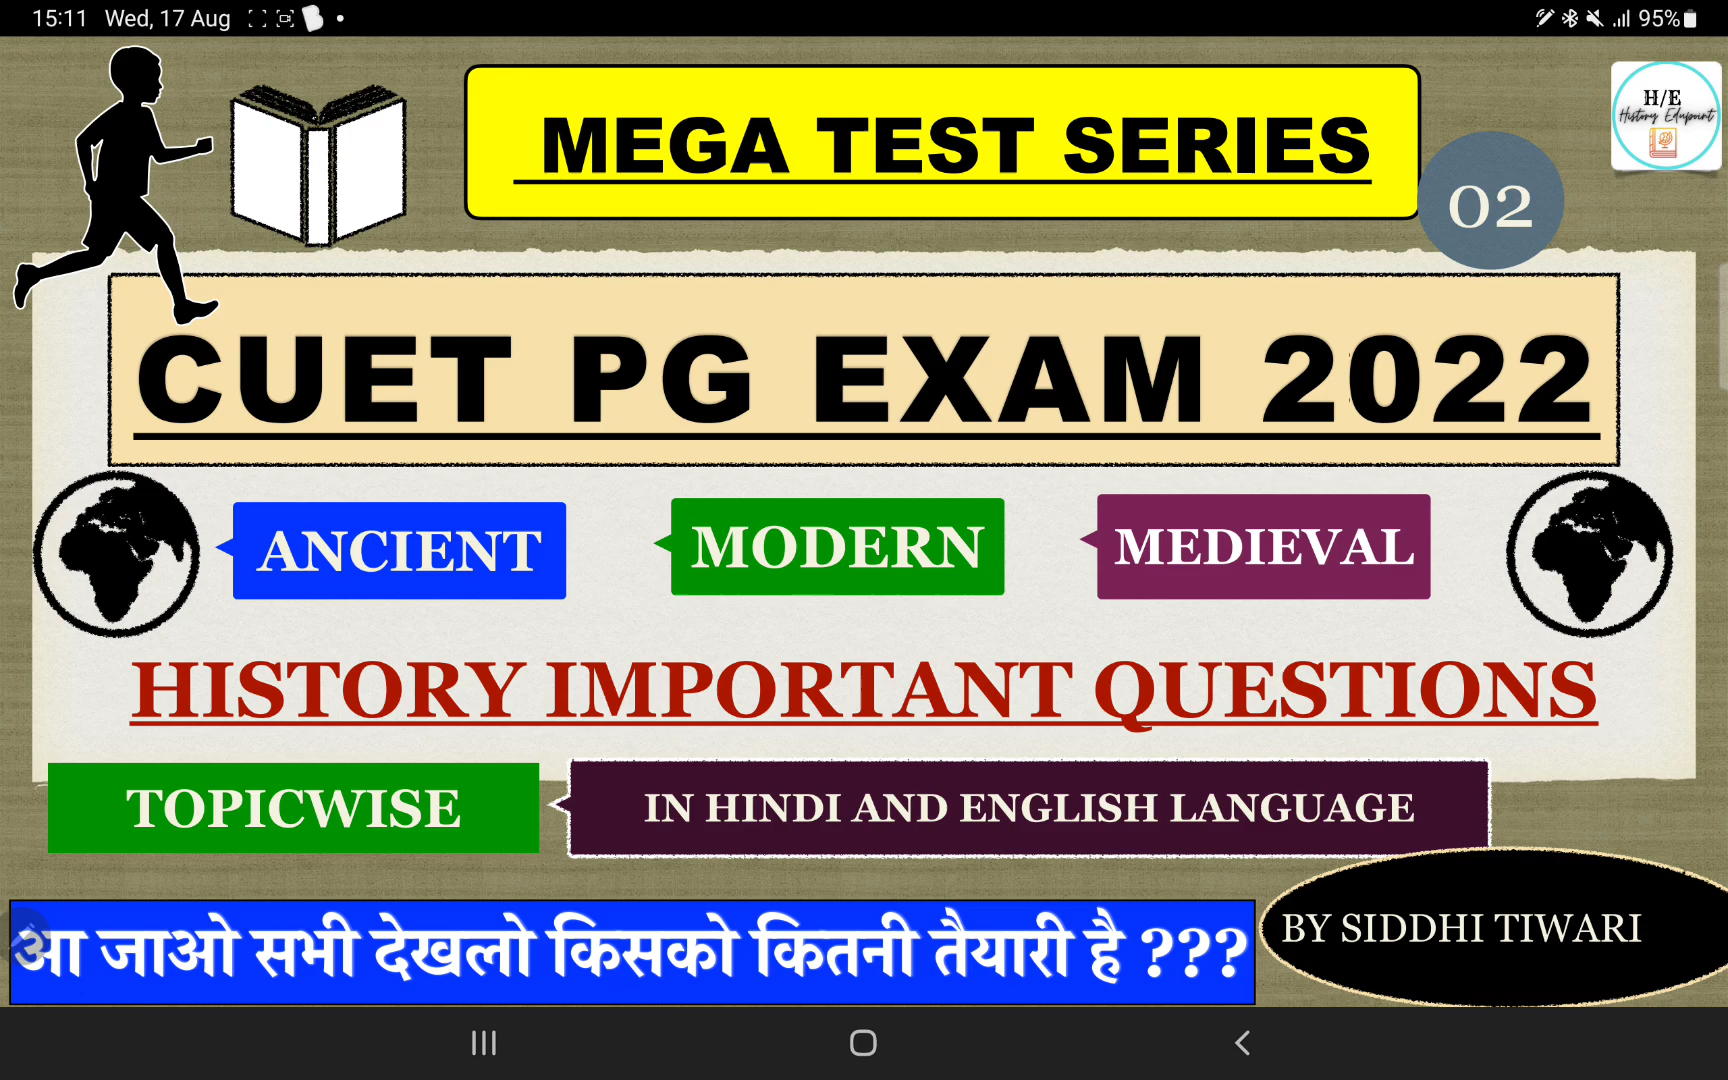 15:11 Wed, 17 Aug
95%
MEGA TEST SERIES
02
H/E
History Edupoint
CUET PG EXAM 2022
ANCIENT
MODERN
MEDIEVAL
HISTORY IMPORTANT QUESTIONS
TOPICWISE
IN HINDI AND ENGLISH LANGUAGE
आ जाओ सभी देखलो किसको कितनी तैयारी है ???
BY SIDDHI TIWARI